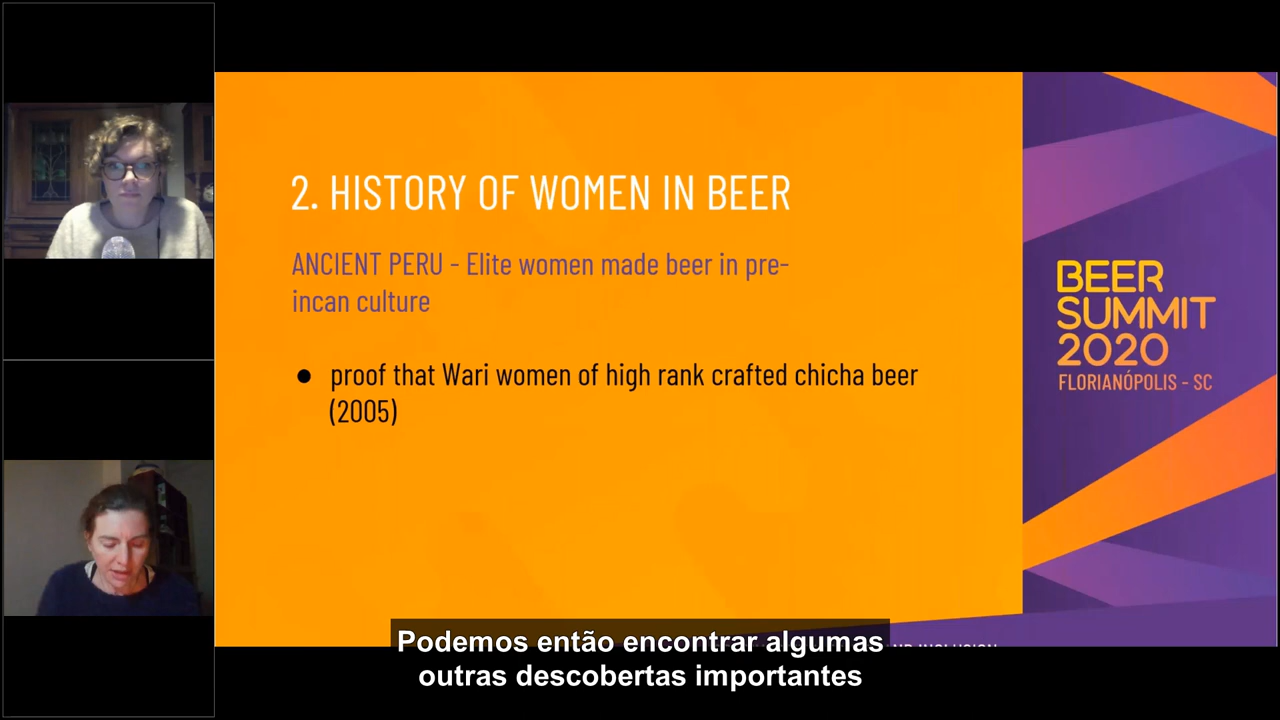 2. HISTORY OF WOMEN IN BEER
ANCIENT PERU - Elite women made beer in pre-
incan culture
● proof that Wari women of high rank crafted chicha beer
(2005)
BEER
SUMMIT
2020
FLORIANÓPOLIS - SC
INCLUSION
Podemos então encontrar algumas
outras descobertas importantes